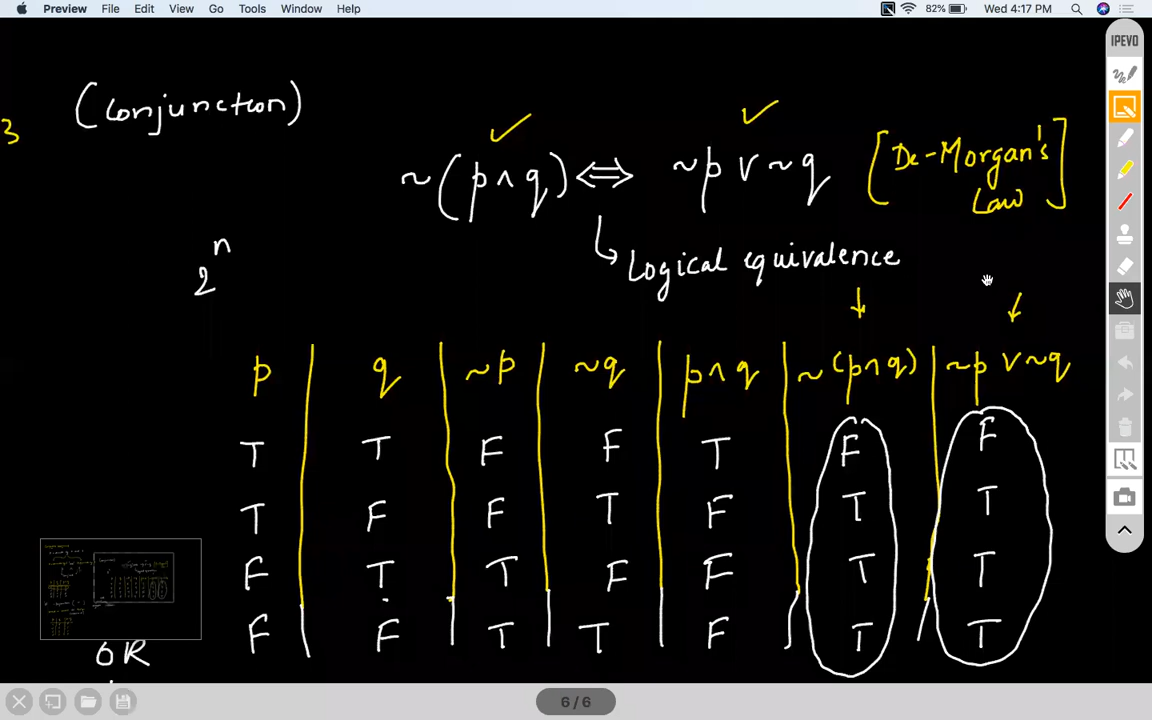 Preview File Edit View Go Tools Window Help 82% Wed 4:17 PM
IPEVO
(Conjunction)
3
~(p∧q) ⇔ ~p ∨ ~q [De-Morgan's Law]
Logical equivalence
2ⁿ
p q ~p ~q p∧q ~(p∧q) ~p ∨ ~q
T T F F T F F
T F F T F T T
F T T F F T T
F F T T F T T
OR
6/6